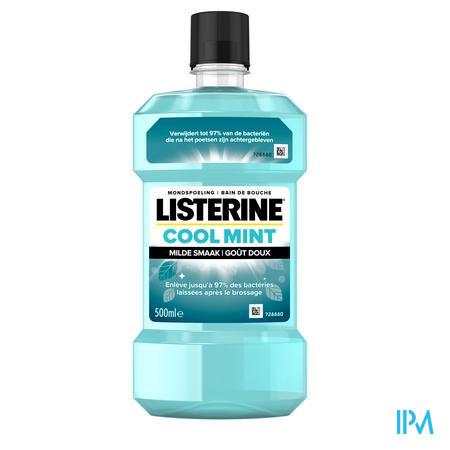 Verwijdert tot 97% van de bacteriën
die na het poetsen zijn achtergebleven
MONDSPOELING | BAIN DE BOUCHE
LISTERINE®
COOL MINT
MILDE SMAAK | GOÛT DOUX
Enlève jusqu'à 97% des bactéries
laissées après le brossage
500ml e
IPM